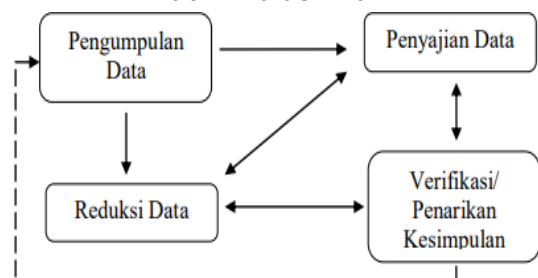 Pengumpulan
Data
Penyajian Data
Reduksi Data
Verifikasi/
Penarikan
Kesimpulan